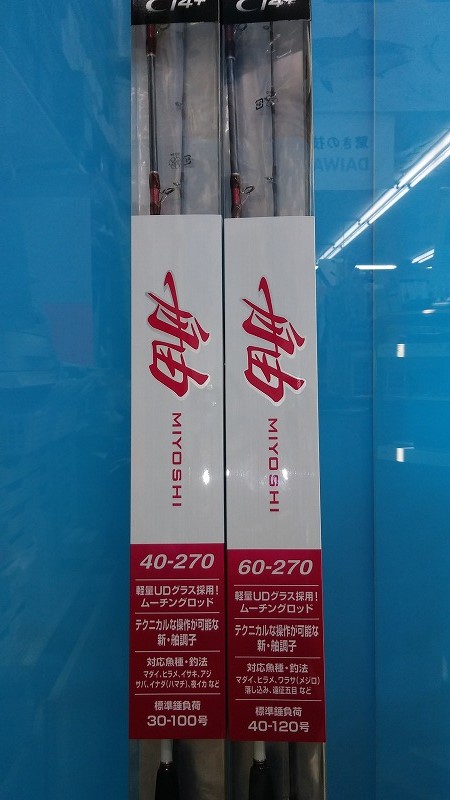 CI4+
CI4+
驚きの技
DAIWA
舳
MIYOSHI
40-270
軽量UDグラス採用!
ムーチングロッド
テクニカルな操作が可能な
新・舳調子
対応魚種・釣法
マダイ、ヒラメ、イサキ、アジ
サバ、イナダ(ハマチ)、夜イカ など
標準錘負荷
30-100号
舳
MIYOSHI
60-270
軽量UDグラス採用!
ムーチングロッド
テクニカルな操作が可能な
新・舳調子
対応魚種・釣法
マダイ、ヒラメ、ワラサ(メジロ)
落し込み、遠征五目 など
標準錘負荷
40-120号